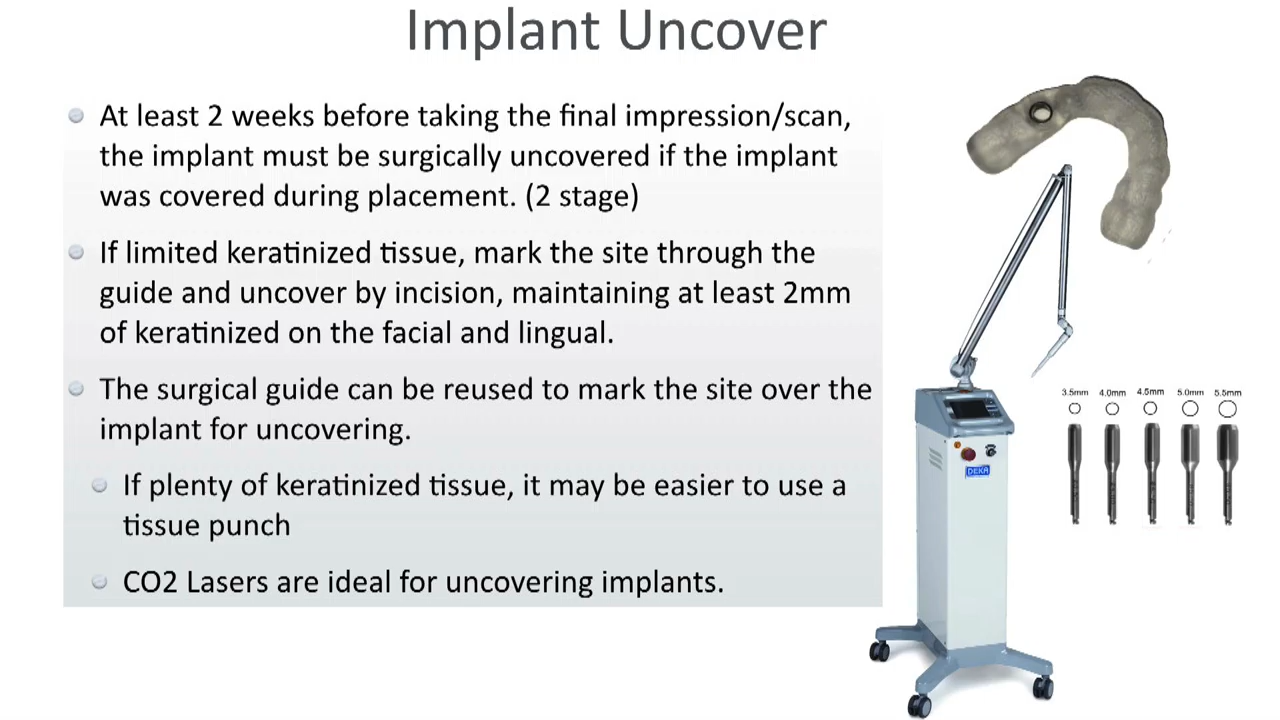 Implant Uncover
At least 2 weeks before taking the final impression/scan,
the implant must be surgically uncovered if the implant
was covered during placement. (2 stage)
If limited keratinized tissue, mark the site through the
guide and uncover by incision, maintaining at least 2mm
of keratinized on the facial and lingual.
The surgical guide can be reused to mark the site over the
implant for uncovering.
If plenty of keratinized tissue, it may be easier to use a
tissue punch
CO2 Lasers are ideal for uncovering implants.
3.5mm 4.0mm 4.5mm 5.0mm 5.5mm
DEKA